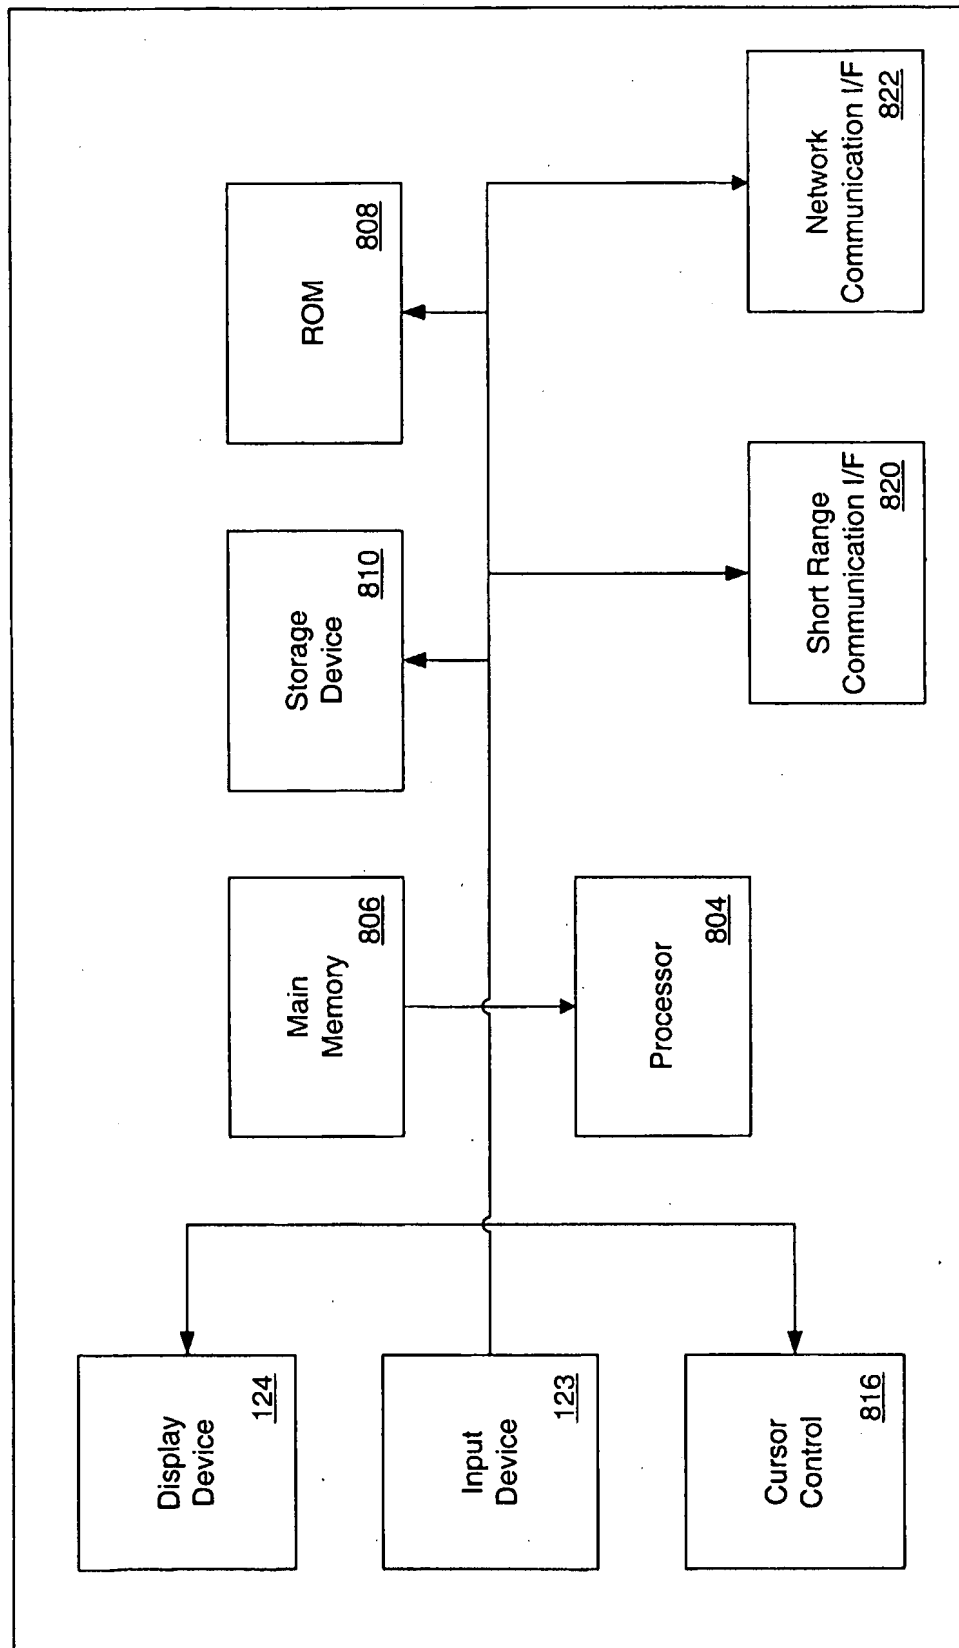 Display
Device
124
Input
Device
123
Cursor
Control
816
Main
Memory
806
Processor
804
Storage
Device
810
Short Range
Communication I/F
820
ROM
808
Network
Communication I/F
822